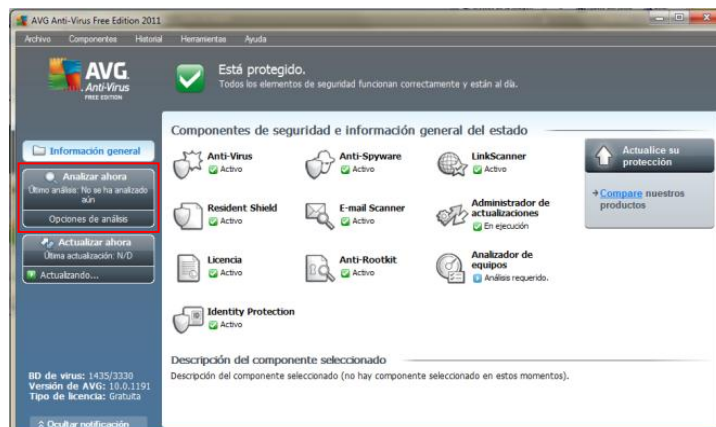 AVG Anti-Virus Free Edition 2011
Archivo Componentes Historial Herramientas Ayuda
AVG.
Anti-Virus
FREE EDITION
Está protegido.
Todos los elementos de seguridad funcionan correctamente y están al día.
Información general
Analizar ahora
Último análisis: No se ha analizado
aún
Opciones de análisis
Actualizar ahora
Última actualización: N/D
Actualizando...
BD de virus: 1435/3330
Versión de AVG: 10.0.1191
Tipo de licencia: Gratuita
Ocultar notificación
Componentes de seguridad e información general del estado
Anti-Virus
Activo
Anti-Spyware
Activo
LinkScanner
Activo
Resident Shield
Activo
E-mail Scanner
Activo
Administrador de
actualizaciones
En ejecución
Licencia
Activo
Anti-Rootkit
Activo
Analizador de
equipos
Análisis requerido.
Identity Protection
Activo
Descripción del componente seleccionado
Descripción del componente seleccionado (no hay componente seleccionado en estos momentos).
Actualice su
protección
Compare nuestros
productos